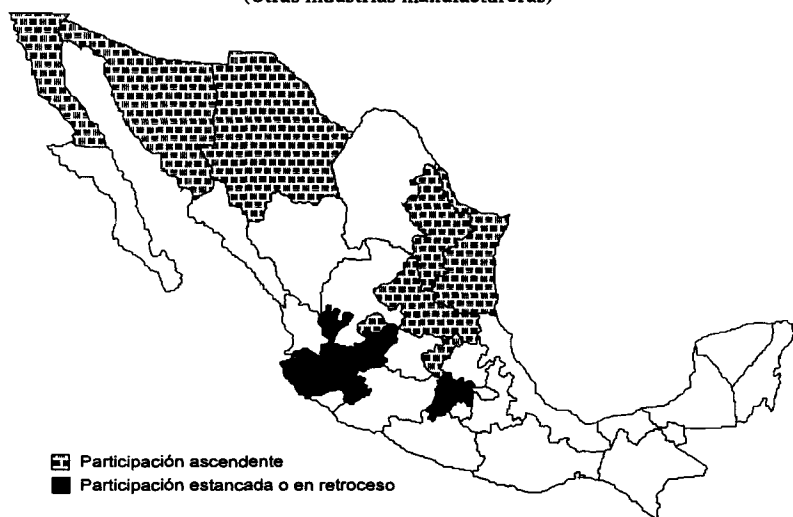 (Otras industrias manufactureras)
Participación ascendente
Participación estancada o en retroceso